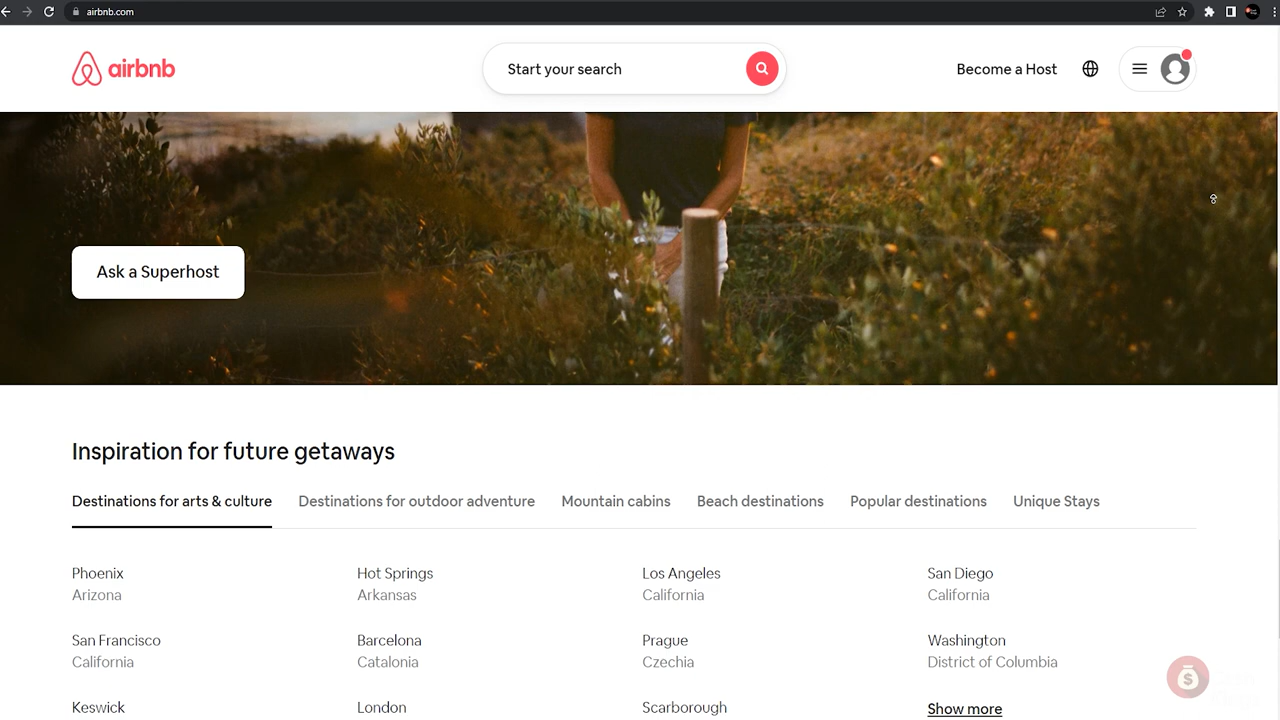 airbnb.com
airbnb
Start your search
Become a Host
Ask a Superhost
Inspiration for future getaways
Destinations for arts & culture
Destinations for outdoor adventure
Mountain cabins
Beach destinations
Popular destinations
Unique Stays
Phoenix
Arizona
Hot Springs
Arkansas
Los Angeles
California
San Diego
California
San Francisco
California
Barcelona
Catalonia
Prague
Czechia
Washington
District of Columbia
Keswick
London
Scarborough
Show more
$